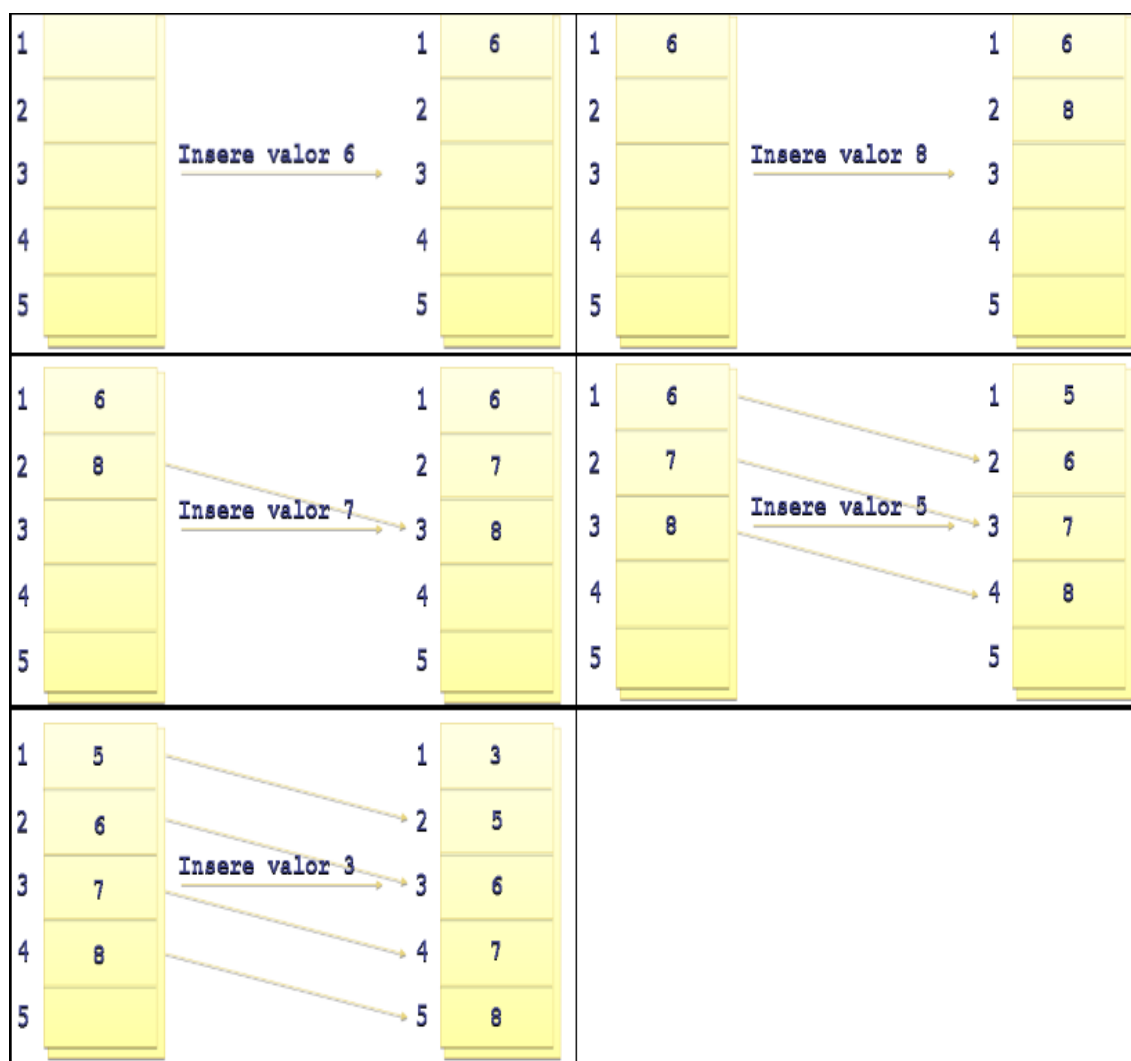 1 1 6
2 2
Insere valor 6
3 3
4 4
5 5
1 6 1 6
2 2 8
Insere valor 8
3 3
4 4
5 5
1 6 1 6
2 8 2 7
Insere valor 7
3 3 8
4 4
5 5
1 6 1 5
2 7 2 6
Insere valor 5
3 8 3 7
4 4 8
5 5
1 5 1 3
2 6 2 5
Insere valor 3
3 7 3 6
4 8 4 7
5 5 8